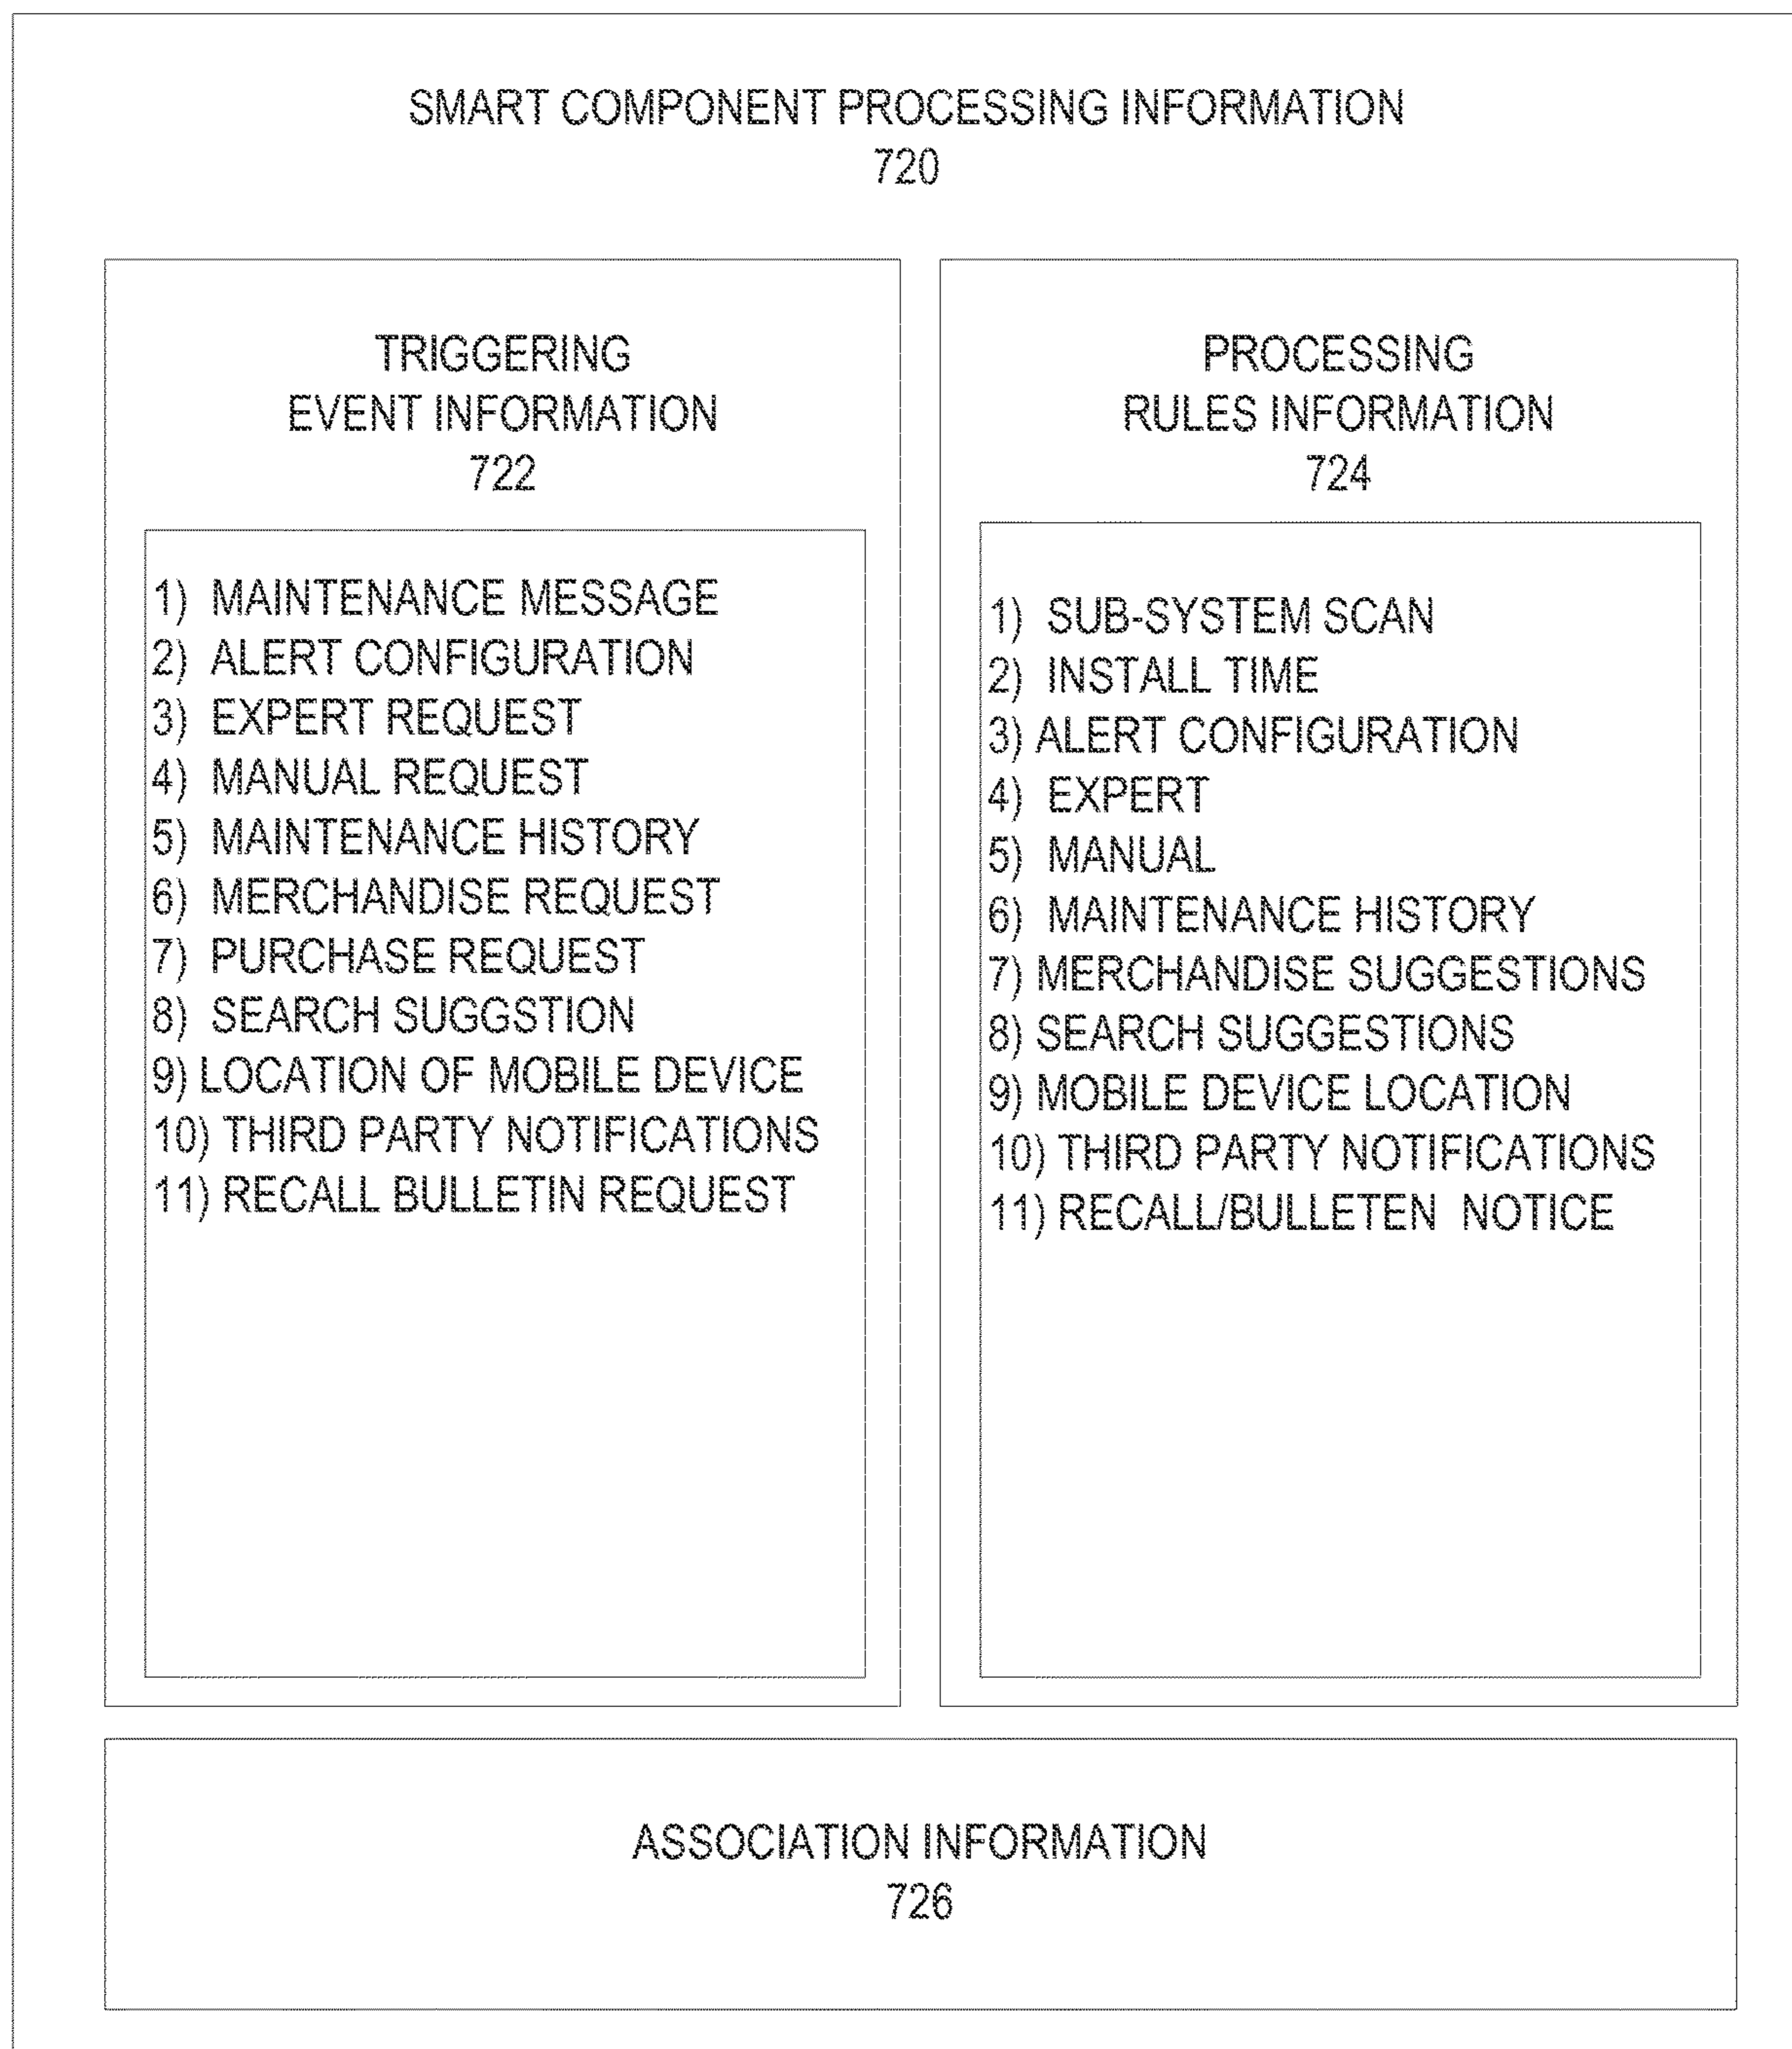 SMART COMPONENT PROCESSING INFORMATION
720
TRIGGERING
EVENT INFORMATION
722
1) MAINTENANCE MESSAGE
2) ALERT CONFIGURATION
3) EXPERT REQUEST
4) MANUAL REQUEST
5) MAINTENANCE HISTORY
6) MERCHANDISE REQUEST
7) PURCHASE REQUEST
8) SEARCH SUGGSTION
9) LOCATION OF MOBILE DEVICE
10) THIRD PARTY NOTIFICATIONS
11) RECALL BULLETIN REQUEST
PROCESSING
RULES INFORMATION
724
1) SUB-SYSTEM SCAN
2) INSTALL TIME
3) ALERT CONFIGURATION
4) EXPERT
5) MANUAL
6) MAINTENANCE HISTORY
7) MERCHANDISE SUGGESTIONS
8) SEARCH SUGGESTIONS
9) MOBILE DEVICE LOCATION
10) THIRD PARTY NOTIFICATIONS
11) RECALL/BULLETEN NOTICE
ASSOCIATION INFORMATION
726